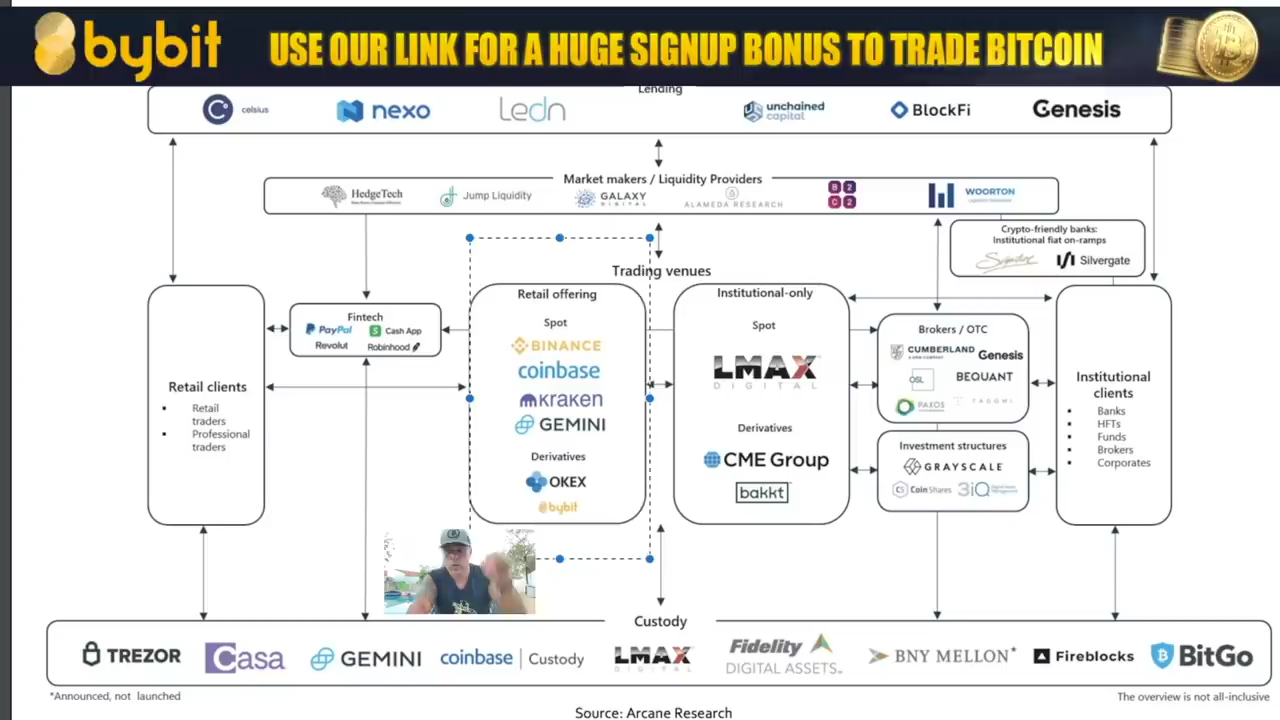 bybit USE OUR LINK FOR A HUGE SIGNUP BONUS TO TRADE BITCOIN
Lending
celsius nexo ledn unchained capital BlockFi Genesis
Market makers / Liquidity Providers
HedgeTech Jump Liquidity GALAXY DIGITAL ALAMEDA RESEARCH B2C2 WOORTON
Crypto-friendly banks:
Institutional fiat on-ramps
Signature Silvergate
Trading venues
Retail clients
Retail traders
Professional traders
Fintech
PayPal Cash App
Revolut Robinhood
Retail offering
Spot
BINANCE
coinbase
kraken
GEMINI
Derivatives
OKEX
bybit
Institutional-only
Spot
LMAX
DIGITAL
Derivatives
CME Group
bakkt
Brokers / OTC
CUMBERLAND Genesis
OSL BEQUANT
PAXOS TAGOMI
Investment structures
GRAYSCALE
CS CoinShares 3iQ
Institutional clients
Banks
HFTs
Funds
Brokers
Corporates
Custody
TREZOR Casa GEMINI coinbase | Custody LMAX DIGITAL Fidelity DIGITAL ASSETS BNY MELLON* Fireblocks BitGo
*Announced, not launched
The overview is not all-inclusive
Source: Arcane Research